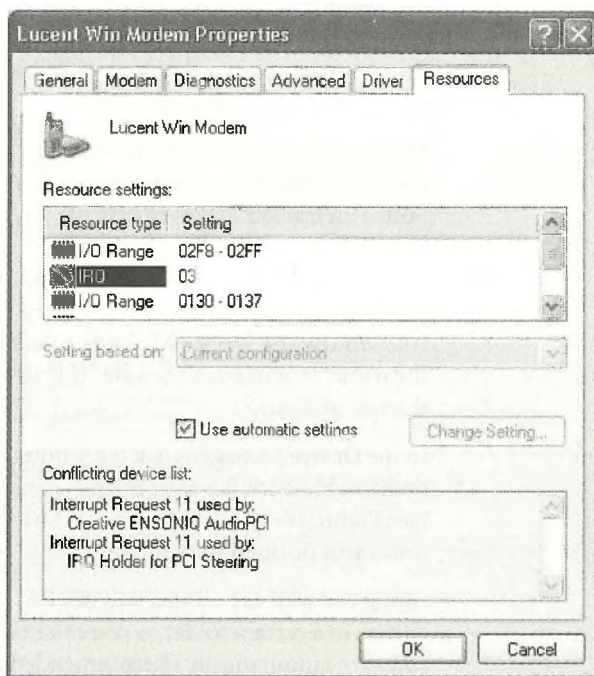 Lucent Win Modem Properties
General Modem Diagnostics Advanced Driver Resources
Lucent Win Modem
Resource settings:
Resource type Setting
I/O Range 02F8 - 02FF
IRQ 03
I/O Range 0130 - 0137
Setting based on: Current configuration
Use automatic settings Change Setting...
Conflicting device list:
Interrupt Request 11 used by:
Creative ENSONIQ AudioPCI
Interrupt Request 11 used by:
IRQ Holder for PCI Steering
OK Cancel